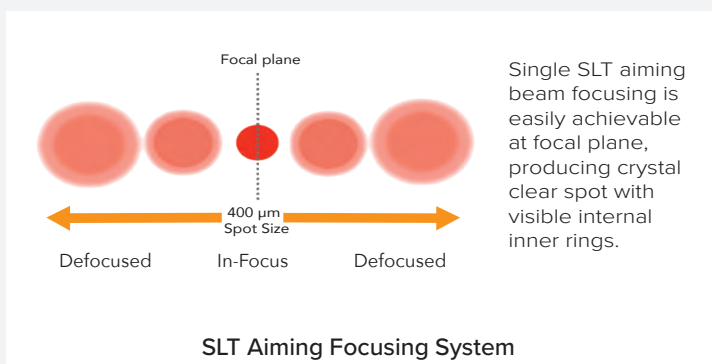 Focal plane
Single SLT aiming
beam focusing is
easily achievable
at focal plane,
producing crystal
clear spot with
visible internal
inner rings.
400 µm
Spot Size
Defocused
In-Focus
Defocused
SLT Aiming Focusing System